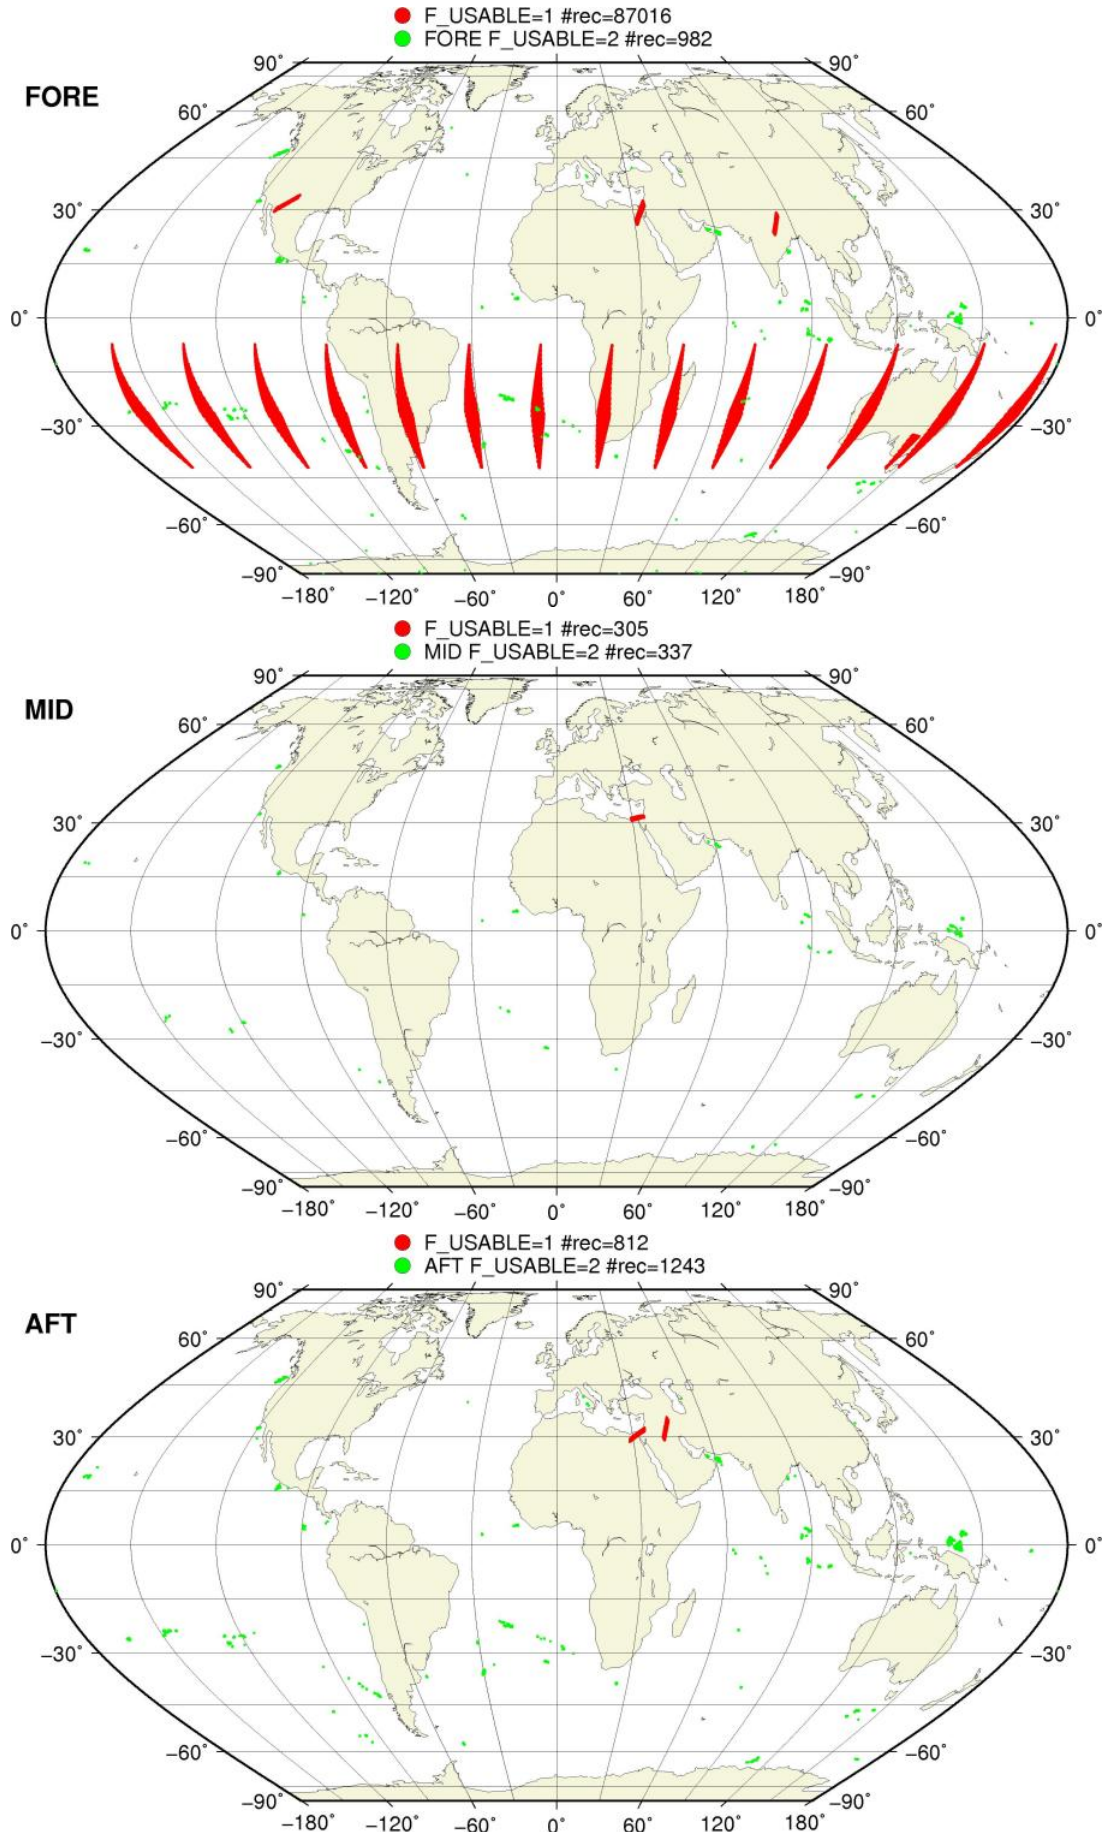 F_USABLE=1 #rec=87016
FORE F_USABLE=2 #rec=982
90° 90°
FORE
60° 60°
30° 30°
0° 0°
−30° −30°
−60° −60°
−90° −90°
−180° −120° −60° 0° 60° 120° 180°
F_USABLE=1 #rec=305
MID F_USABLE=2 #rec=337
90° 90°
MID
60° 60°
30° 30°
0° 0°
−30° −30°
−60° −60°
−90° −90°
−180° −120° −60° 0° 60° 120° 180°
F_USABLE=1 #rec=812
AFT F_USABLE=2 #rec=1243
90° 90°
AFT
60° 60°
30° 30°
0° 0°
−30° −30°
−60° −60°
−90° −90°
−180° −120° −60° 0° 60° 120° 180°